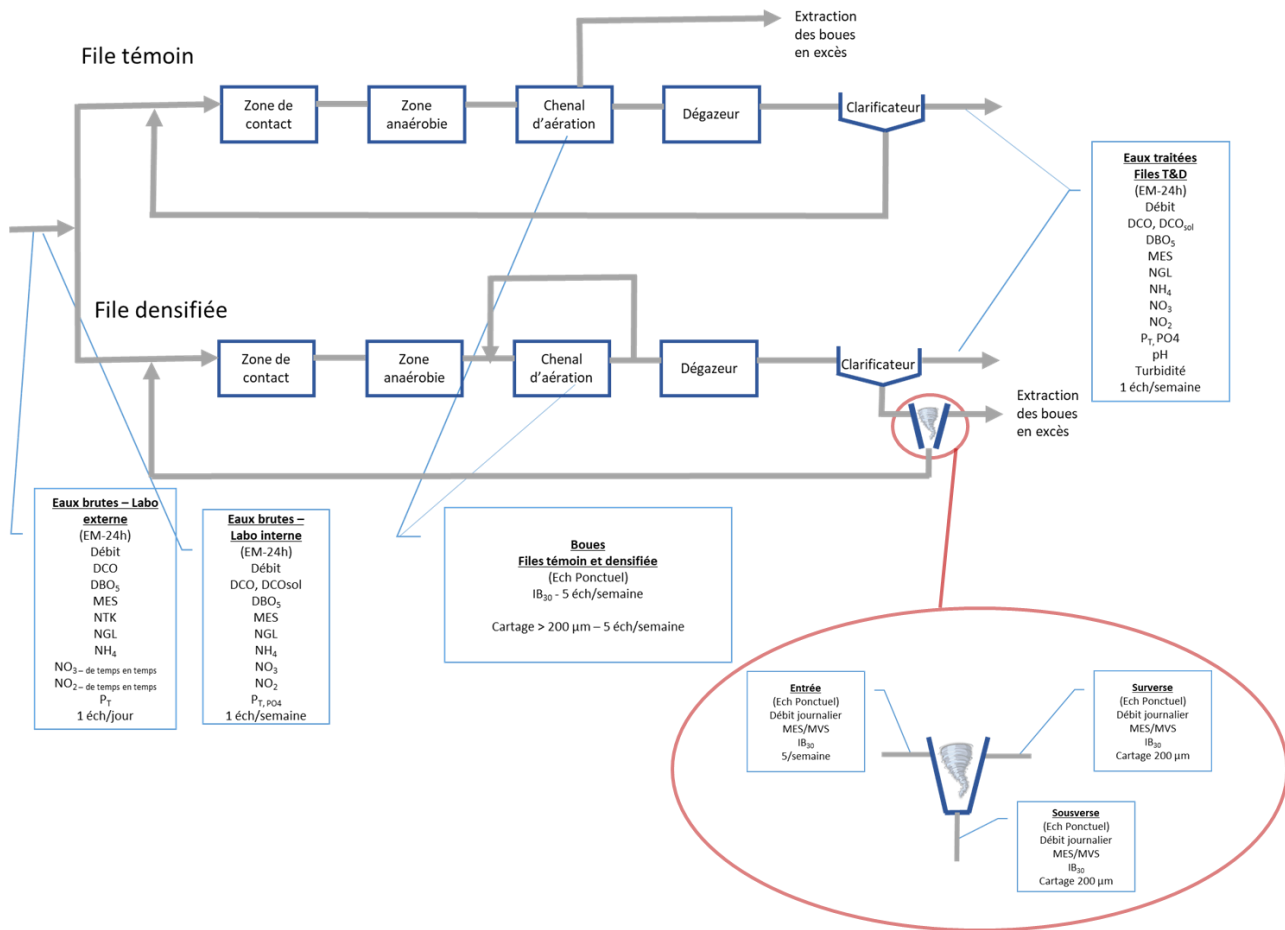 File témoin
Extraction
des boues
en excès
Zone de
contact
Zone
anaérobie
Chenal
d'aération
Dégazeur
Clarificateur
Eaux traitées
Files T&D
(EM-24h)
Débit
DCO, DCOsol
DBO5
MES
NGL
NH4
NO3
NO2
PT, PO4
pH
Turbidité
1 éch/semaine
File densifiée
Zone de
contact
Zone
anaérobie
Chenal
d'aération
Dégazeur
Clarificateur
Extraction
des boues
en excès
Eaux brutes – Labo
externe
(EM-24h)
Débit
DCO
DBO5
MES
NTK
NGL
NH4
NO3 – de temps en temps
NO2 – de temps en temps
PT
1 éch/jour
Eaux brutes –
Labo interne
(EM-24h)
Débit
DCO, DCOsol
DBO5
MES
NGL
NH4
NO3
NO2
PT, PO4
1 éch/semaine
Boues
Files témoin et densifiée
(Ech Ponctuel)
IB30 - 5 éch/semaine
Cartage > 200 µm – 5 éch/semaine
Entrée
(Ech Ponctuel)
Débit journalier
MES/MVS
IB30
5/semaine
Surverse
(Ech Ponctuel)
Débit journalier
MES/MVS
IB30
Cartage 200 µm
Sousverse
(Ech Ponctuel)
Débit journalier
MES/MVS
IB30
Cartage 200 µm